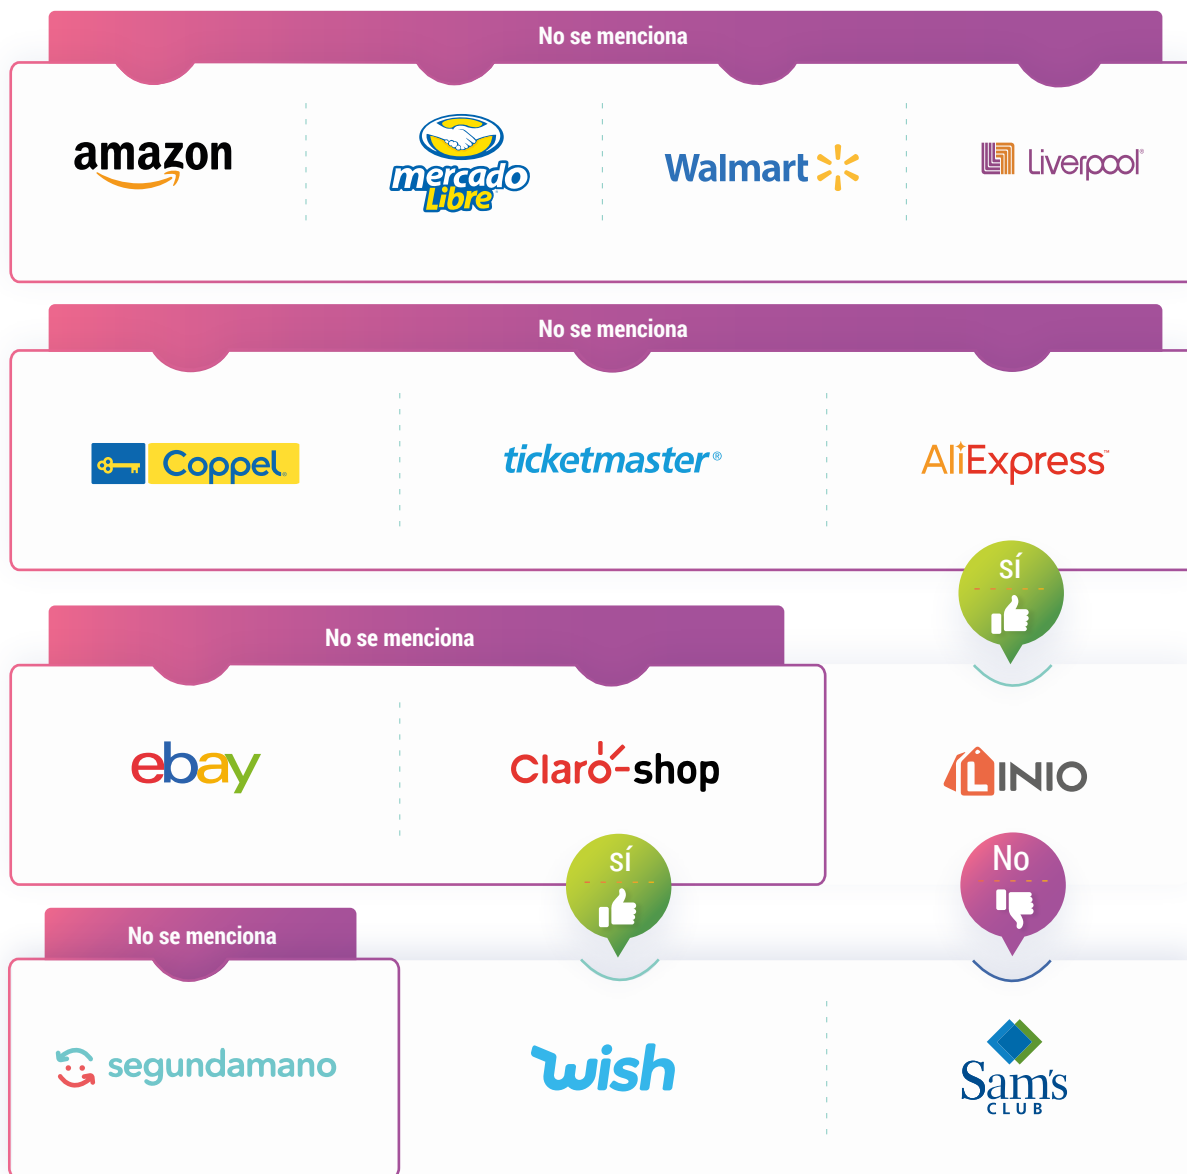 No se menciona
amazon
mercado
Libre
Walmart
Liverpool®
No se menciona
Coppel
ticketmaster®
AliExpress™
sí
No se menciona
ebay
Claro-shop
LINIO
sí
No
No se menciona
segundamano
wish
Sam's
CLUB